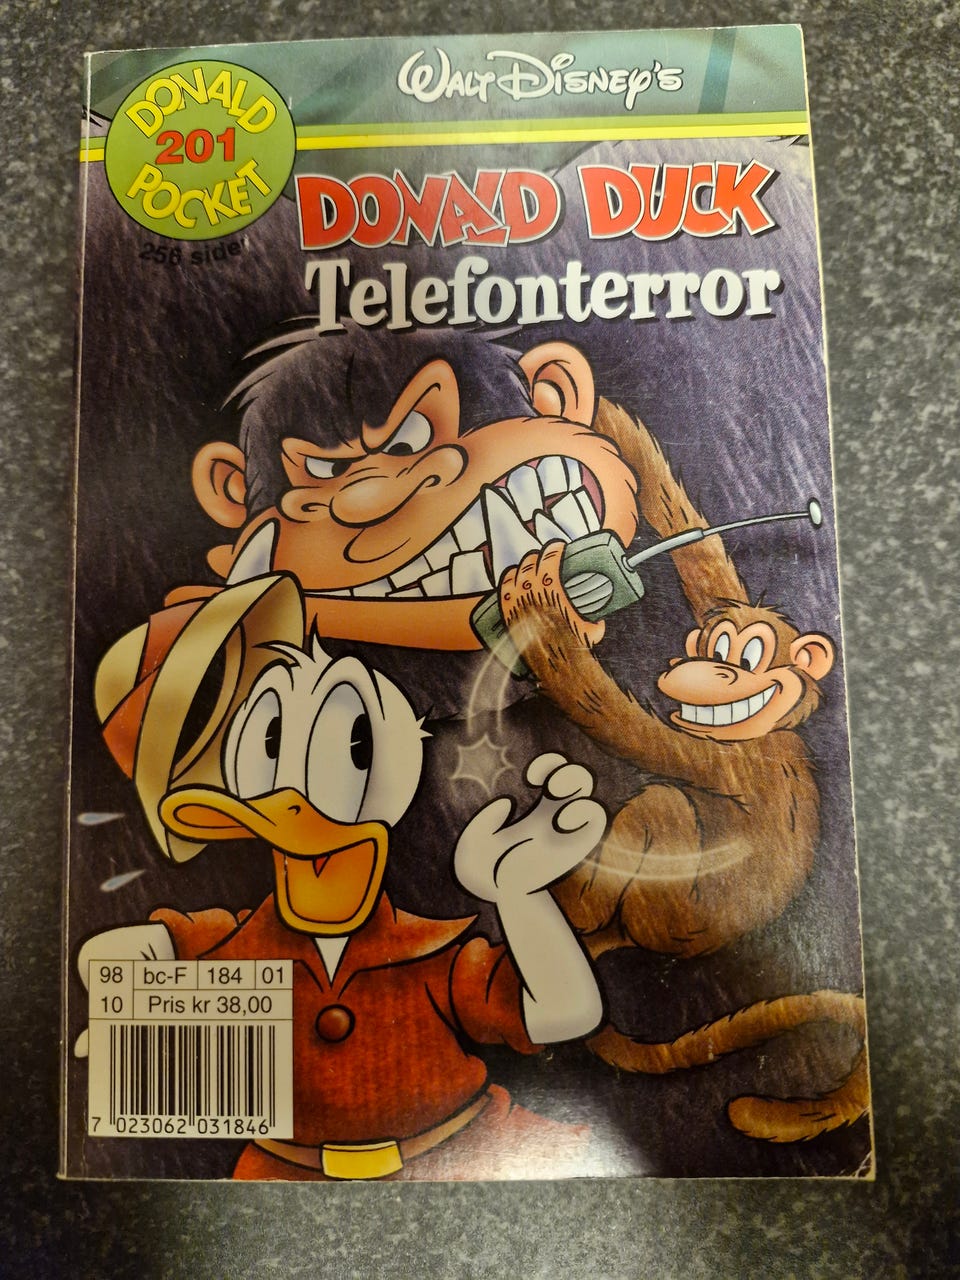 WALT DISNEY'S
DONALD
201
POCKET
256 sider
DONALD DUCK
Telefonterror
98 bc-F 184 01
10 Pris kr 38,00
7 023062 031846